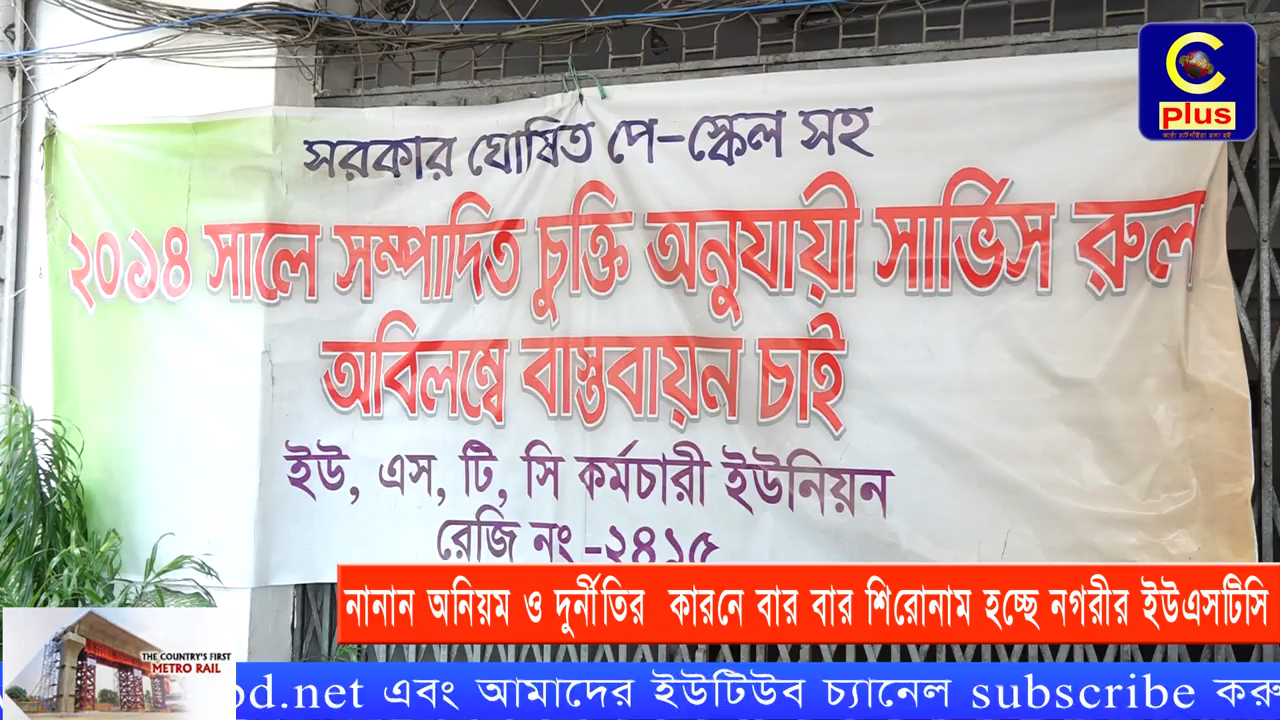 C
plus
সরকার ঘোষিত পে-স্কেল সহ
২০১৪ সালে সম্পাদিত চুক্তি অনুযায়ী সার্ভিস রুল
অবিলম্বে বাস্তবায়ন চাই
ইউ, এস, টি, সি কর্মচারী ইউনিয়ন
রেজি নং -২৪১৫
নানান অনিয়ম ও দুর্নীতির কারনে বার বার শিরোনাম হচ্ছে নগরীর ইউএসটিসি
THE COUNTRY'S FIRST
METRO RAIL
bd.net এবং আমাদের ইউটিউব চ্যানেল subscribe করু